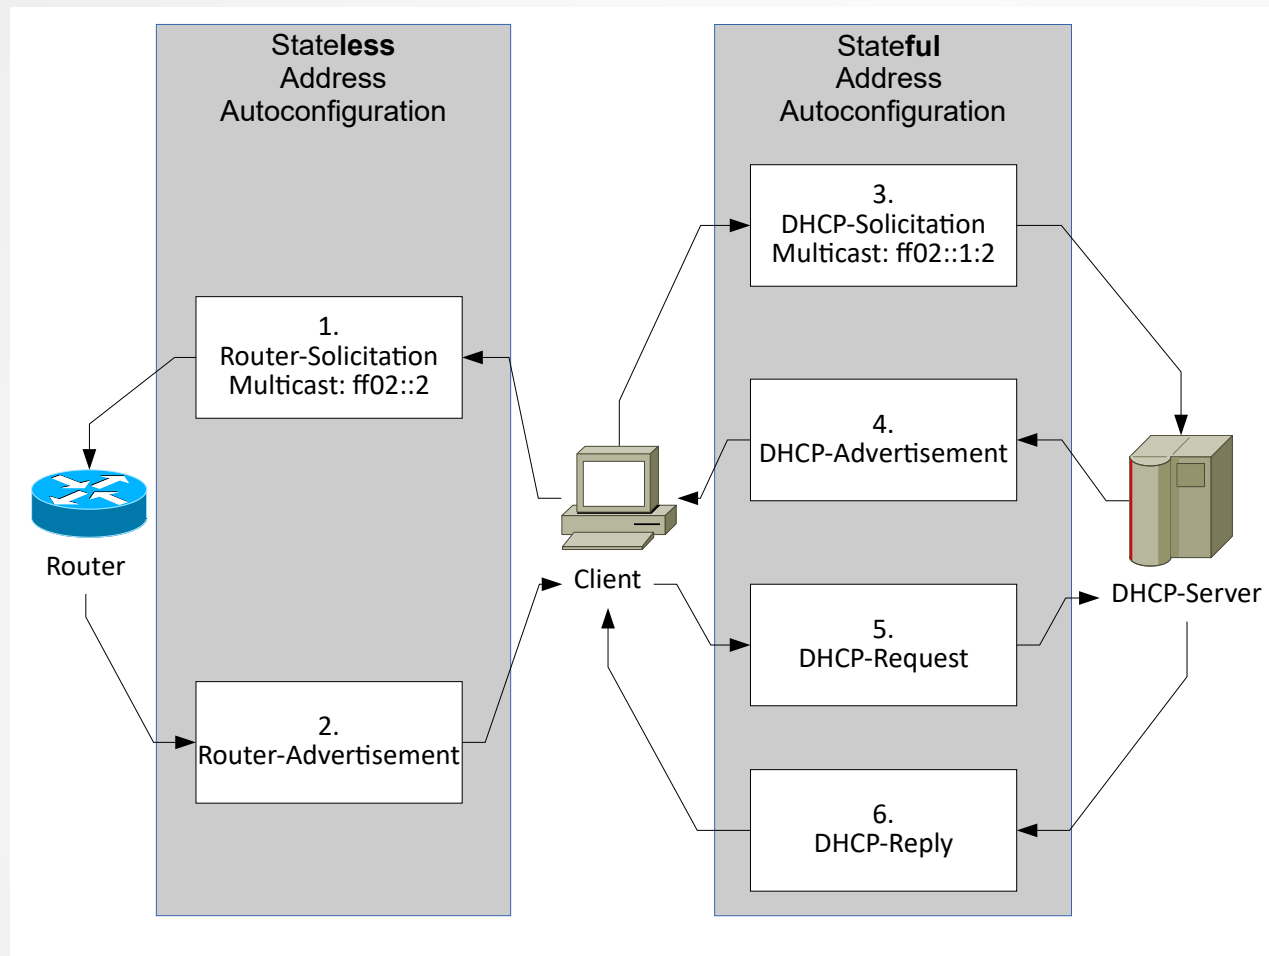 Stateless
Address
Autoconfiguration
Stateful
Address
Autoconfiguration
3.
DHCP-Solicitation
Multicast: ff02::1:2
1.
Router-Solicitation
Multicast: ff02::2
4.
DHCP-Advertisement
Router
Client
DHCP-Server
5.
DHCP-Request
2.
Router-Advertisement
6.
DHCP-Reply